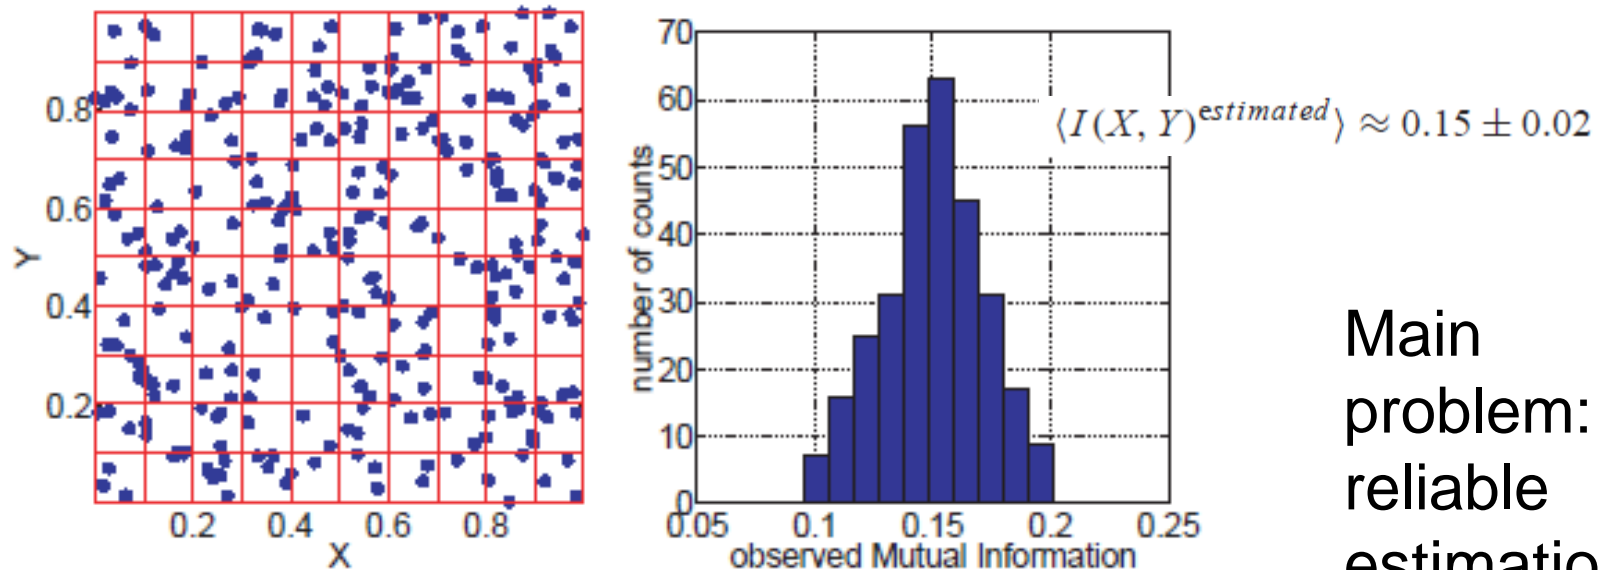 0.8
0.6
0.4
0.2
Y
0.2 0.4 0.6 0.8
X
70
60
50
40
30
20
10
0
number of counts
0.05 0.1 0.15 0.2 0.25
observed Mutual Information
⟨I(X, Y)^{estimated}⟩ ≈ 0.15 ± 0.02
Main
problem:
reliable